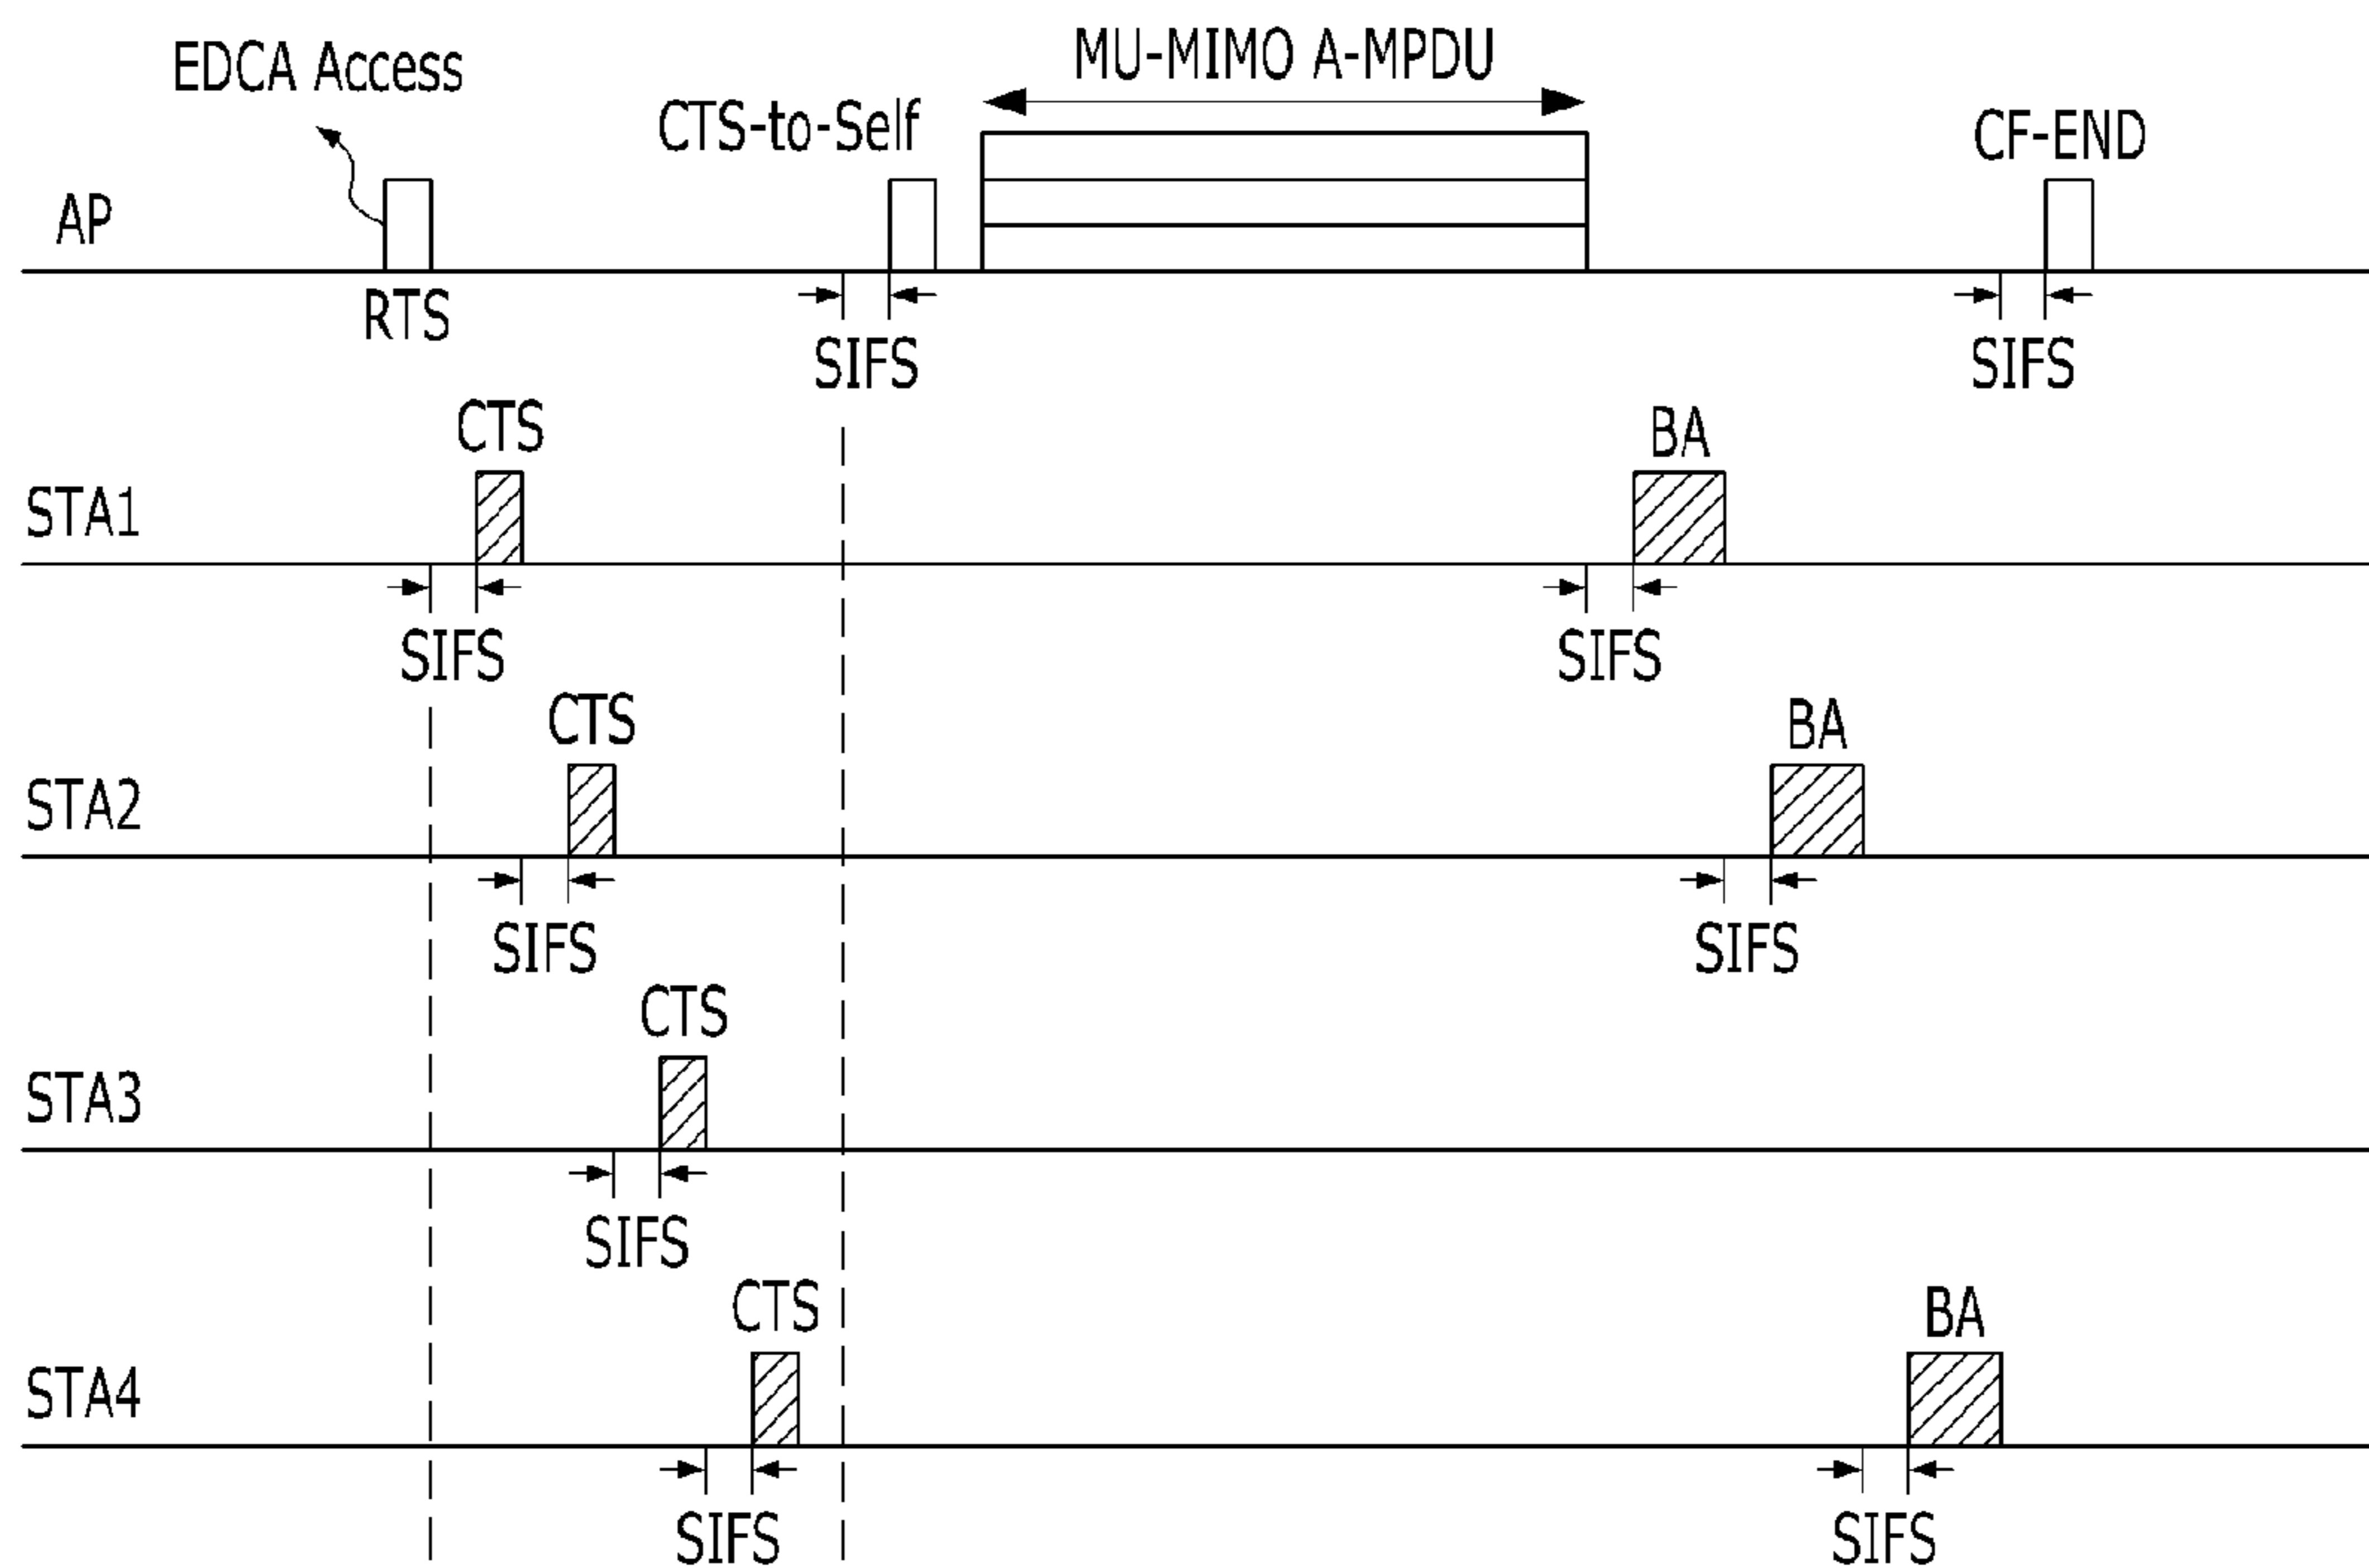 EDCA Access
MU-MIMO A-MPDU
CTS-to-Self
CF-END
AP
RTS
SIFS
SIFS
CTS
BA
STA1
SIFS
SIFS
CTS
BA
STA2
SIFS
SIFS
CTS
STA3
SIFS
CTS
BA
STA4
SIFS
SIFS